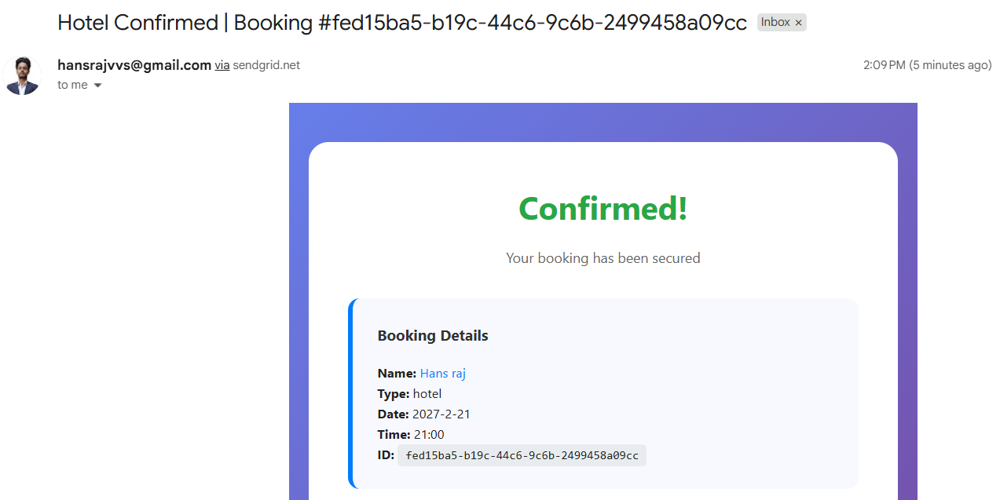 Hotel Confirmed | Booking #fed15ba5-b19c-44c6-9c6b-2499458a09cc Inbox ×
hansrajvvs@gmail.com via sendgrid.net 2:09 PM (5 minutes ago)
to me
Confirmed!
Your booking has been secured
Booking Details
Name: Hans raj
Type: hotel
Date: 2027-2-21
Time: 21:00
ID: fed15ba5-b19c-44c6-9c6b-2499458a09cc